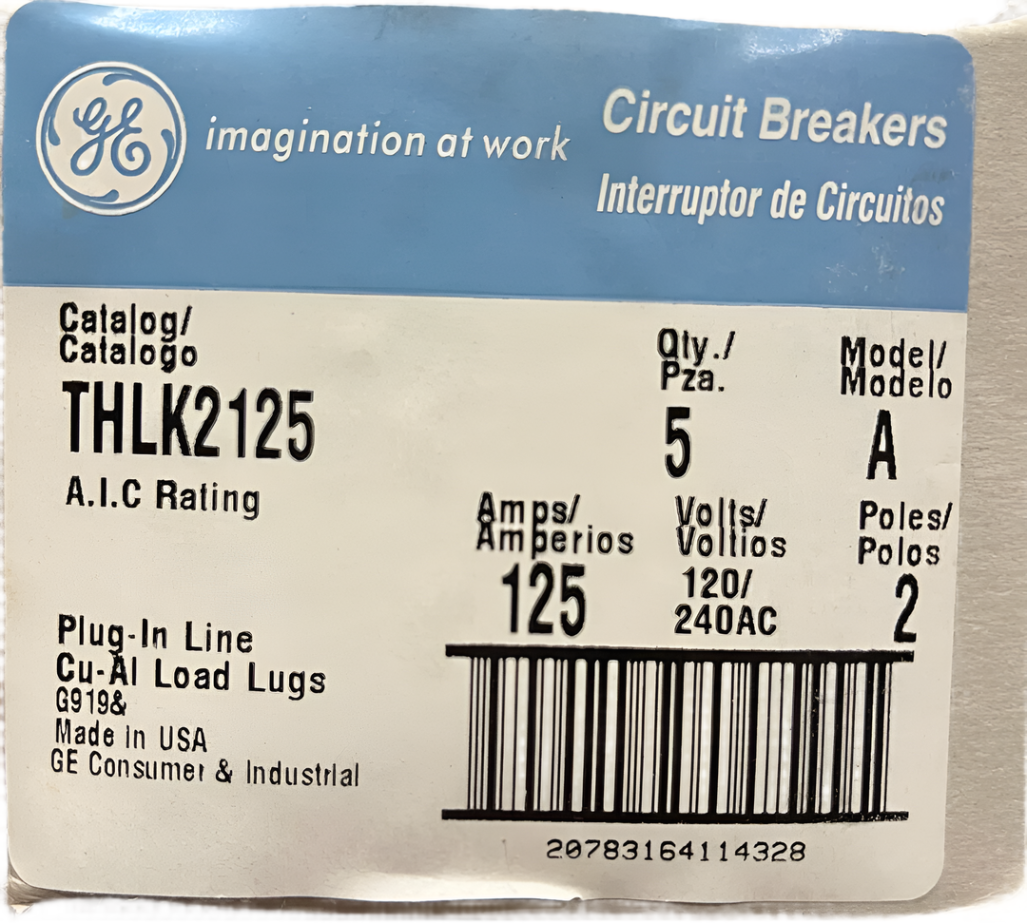 GE imagination at work
Circuit Breakers
Interruptor de Circuitos
Catalog/
Catalogo
THLK2125
A.I.C Rating
Qty./
Pza.
5
Model/
Modelo
A
Amps/
Amperios
125
Volts/
Voltios
120/
240AC
Poles/
Polos
2
Plug-In Line
Cu-Al Load Lugs
G919&
Made in USA
GE Consumer & Industrial
20783164114328